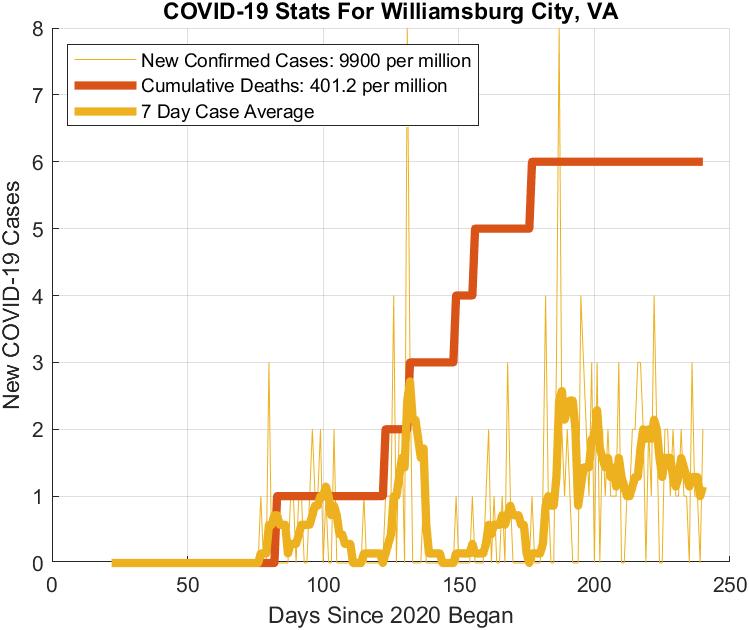 COVID-19 Stats For Williamsburg City, VA
New Confirmed Cases: 9900 per million
Cumulative Deaths: 401.2 per million
7 Day Case Average
New COVID-19 Cases
8
7
6
5
4
3
2
1
0
0 50 100 150 200 250
Days Since 2020 Began